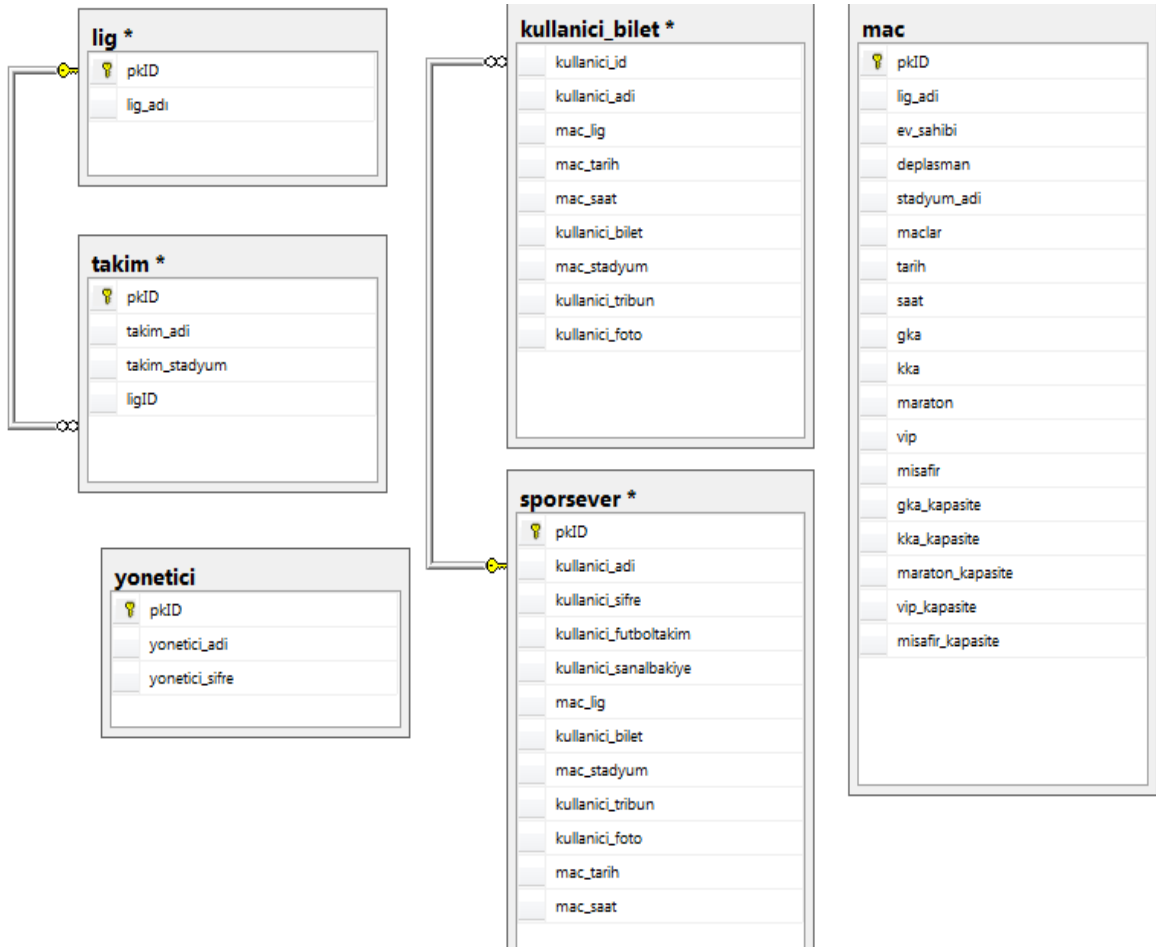 lig *
pkID
lig_adı
takim *
pkID
takim_adi
takim_stadyum
ligID
yonetici
pkID
yonetici_adi
yonetici_sifre
kullanici_bilet *
kullanici_id
kullanici_adi
mac_lig
mac_tarih
mac_saat
kullanici_bilet
mac_stadyum
kullanici_tribun
kullanici_foto
sporsever *
pkID
kullanici_adi
kullanici_sifre
kullanici_futboltakim
kullanici_sanalbakiye
mac_lig
kullanici_bilet
mac_stadyum
kullanici_tribun
kullanici_foto
mac_tarih
mac_saat
mac
pkID
lig_adi
ev_sahibi
deplasman
stadyum_adi
maclar
tarih
saat
gka
kka
maraton
vip
misafir
gka_kapasite
kka_kapasite
maraton_kapasite
vip_kapasite
misafir_kapasite